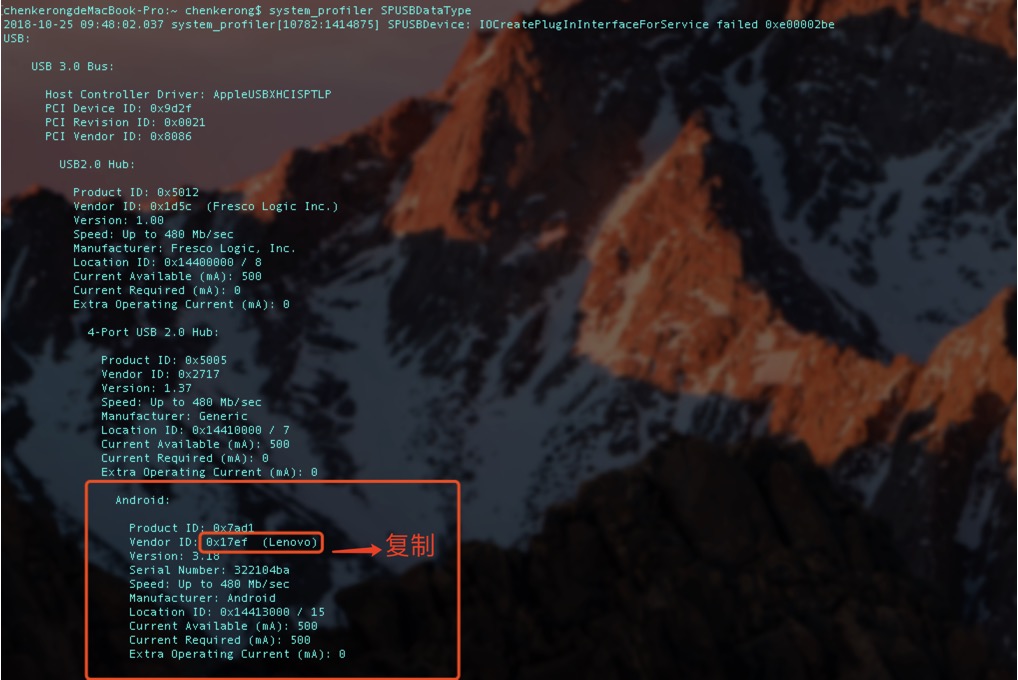 chenkerongdeMacBook-Pro:~ chenkerong$ system_profiler SPUSBDataType
2018-10-25 09:48:02.037 system_profiler[10782:1414875] SPUSBDevice: IOCreatePlugInInterfaceForService failed 0xe00002be
USB:
USB 3.0 Bus:
Host Controller Driver: AppleUSBXHCISPTLP
PCI Device ID: 0x9d2f
PCI Revision ID: 0x0021
PCI Vendor ID: 0x8086
USB2.0 Hub:
Product ID: 0x5012
Vendor ID: 0x1d5c (Fresco Logic Inc.)
Version: 1.00
Speed: Up to 480 Mb/sec
Manufacturer: Fresco Logic, Inc.
Location ID: 0x14400000 / 8
Current Available (mA): 500
Current Required (mA): 0
Extra Operating Current (mA): 0
4-Port USB 2.0 Hub:
Product ID: 0x5005
Vendor ID: 0x2717
Version: 1.37
Speed: Up to 480 Mb/sec
Manufacturer: Generic
Location ID: 0x14410000 / 7
Current Available (mA): 500
Current Required (mA): 0
Extra Operating Current (mA): 0
Android:
Product ID: 0x7ad1
Vendor ID: 0x17ef (Lenovo) 复制
Version: 3.18
Serial Number: 322104ba
Speed: Up to 480 Mb/sec
Manufacturer: Android
Location ID: 0x14413000 / 15
Current Available (mA): 500
Current Required (mA): 500
Extra Operating Current (mA): 0